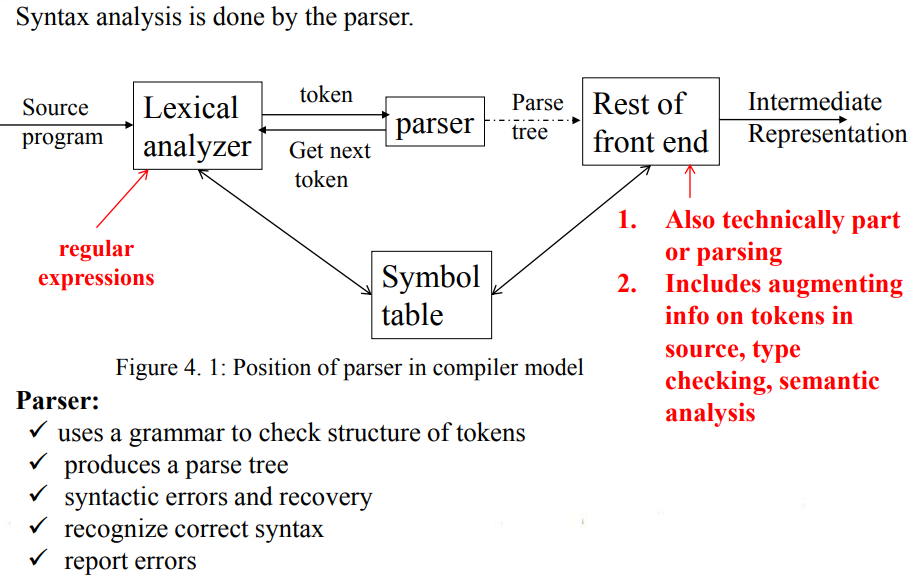 Syntax analysis is done by the parser.
Source
program
Lexical
analyzer
token
Get next
token
parser
Parse
tree
Rest of
front end
Intermediate
Representation
regular
expressions
Symbol
table
1. Also technically part
or parsing
2. Includes augmenting
info on tokens in
source, type
checking, semantic
analysis
Figure 4. 1: Position of parser in compiler model
Parser:
✓ uses a grammar to check structure of tokens
✓ produces a parse tree
✓ syntactic errors and recovery
✓ recognize correct syntax
✓ report errors